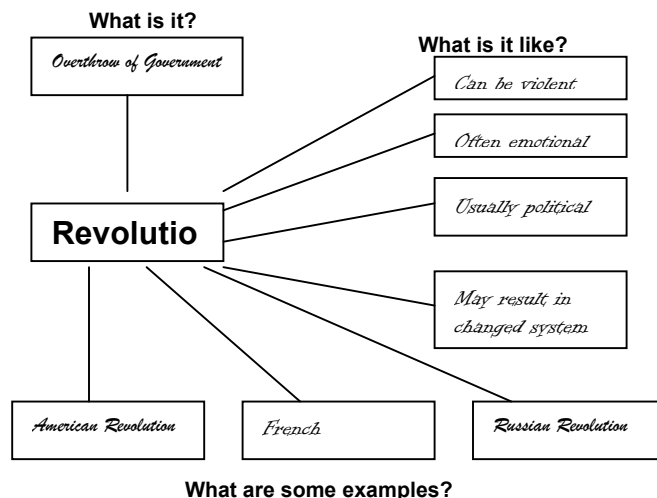 What is it?
Overthrow of Government
What is it like?
Can be violent
Often emotional
Usually political
Revolutio
May result in
changed system
American Revolution
French
Russian Revolution
What are some examples?